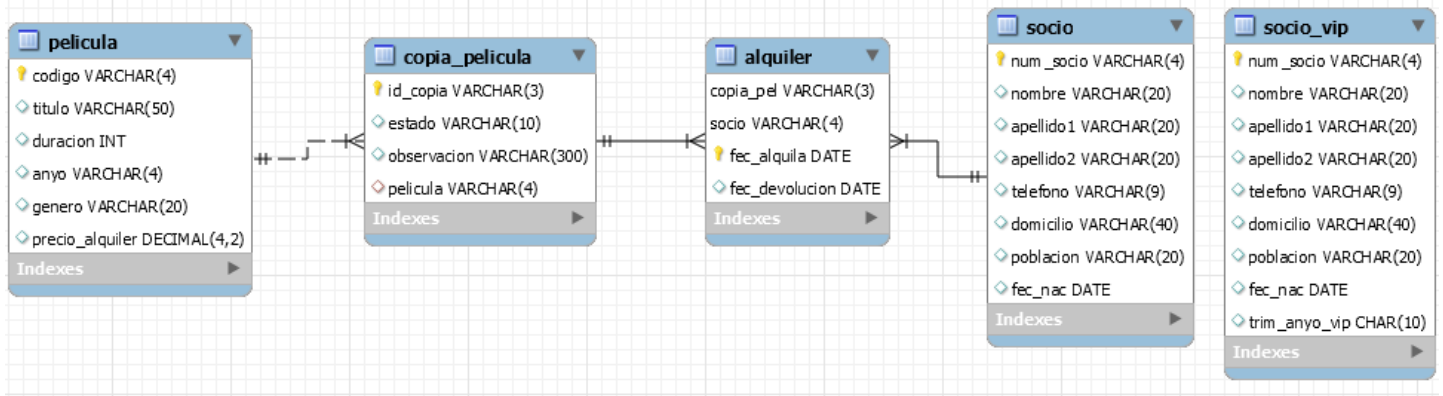 pelicula
codigo VARCHAR(4)
titulo VARCHAR(50)
duracion INT
anyo VARCHAR(4)
genero VARCHAR(20)
precio_alquiler DECIMAL(4,2)
Indexes
copia_pelicula
id_copia VARCHAR(3)
estado VARCHAR(10)
observacion VARCHAR(300)
pelicula VARCHAR(4)
Indexes
alquiler
copia_pel VARCHAR(3)
socio VARCHAR(4)
fec_alquila DATE
fec_devolucion DATE
Indexes
socio
num_socio VARCHAR(4)
nombre VARCHAR(20)
apellido1 VARCHAR(20)
apellido2 VARCHAR(20)
telefono VARCHAR(9)
domicilio VARCHAR(40)
poblacion VARCHAR(20)
fec_nac DATE
Indexes
socio_vip
num_socio VARCHAR(4)
nombre VARCHAR(20)
apellido1 VARCHAR(20)
apellido2 VARCHAR(20)
telefono VARCHAR(9)
domicilio VARCHAR(40)
poblacion VARCHAR(20)
fec_nac DATE
trim_anyo_vip CHAR(10)
Indexes